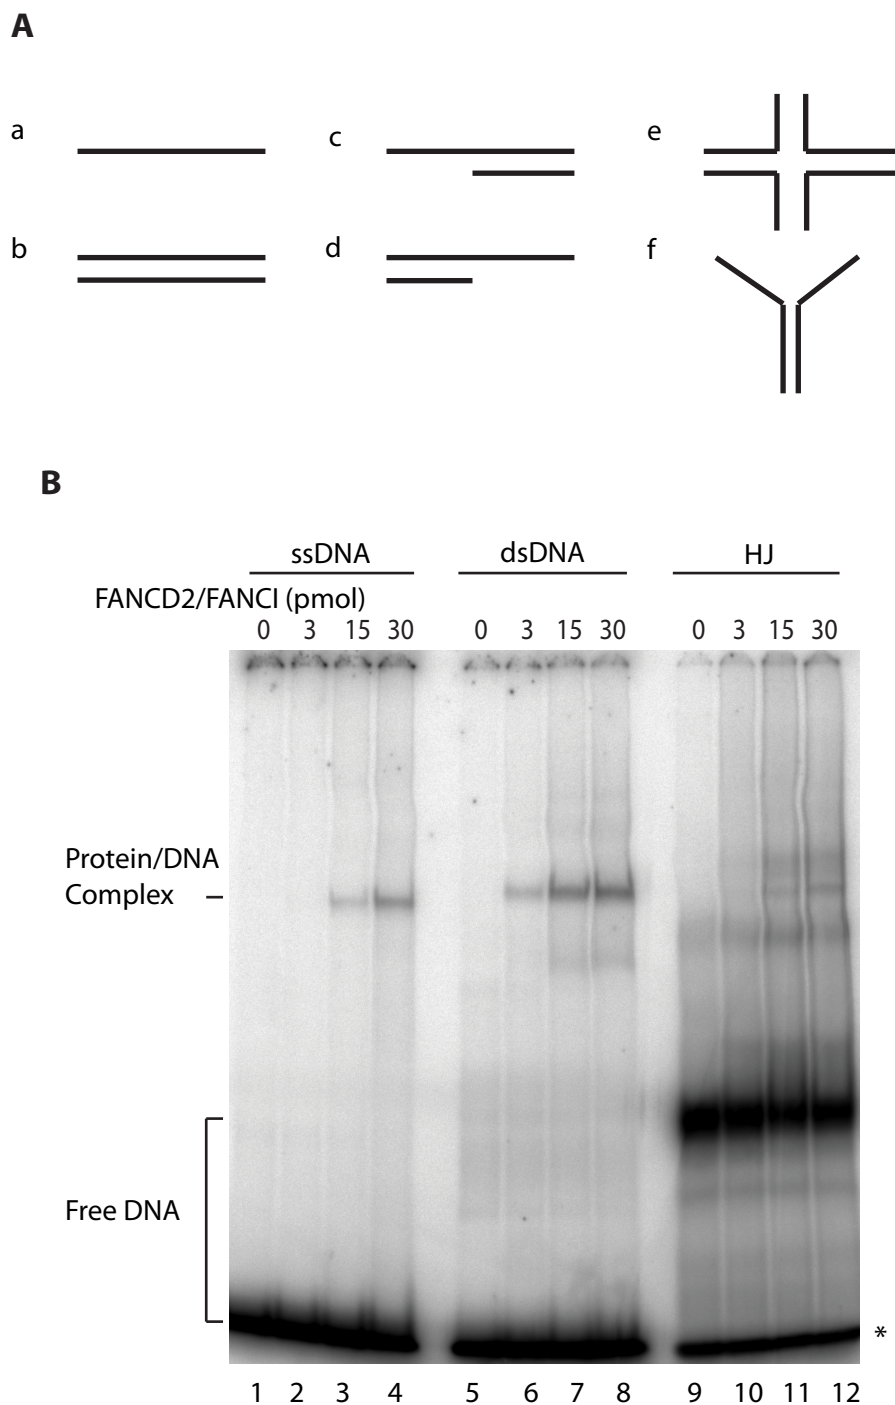 A
a
c
e
b
d
f
B
ssDNA dsDNA HJ
FANCD2/FANCI (pmol)
0 3 15 30 0 3 15 30 0 3 15 30
Protein/DNA
Complex
Free DNA
*
1 2 3 4 5 6 7 8 9 10 11 12